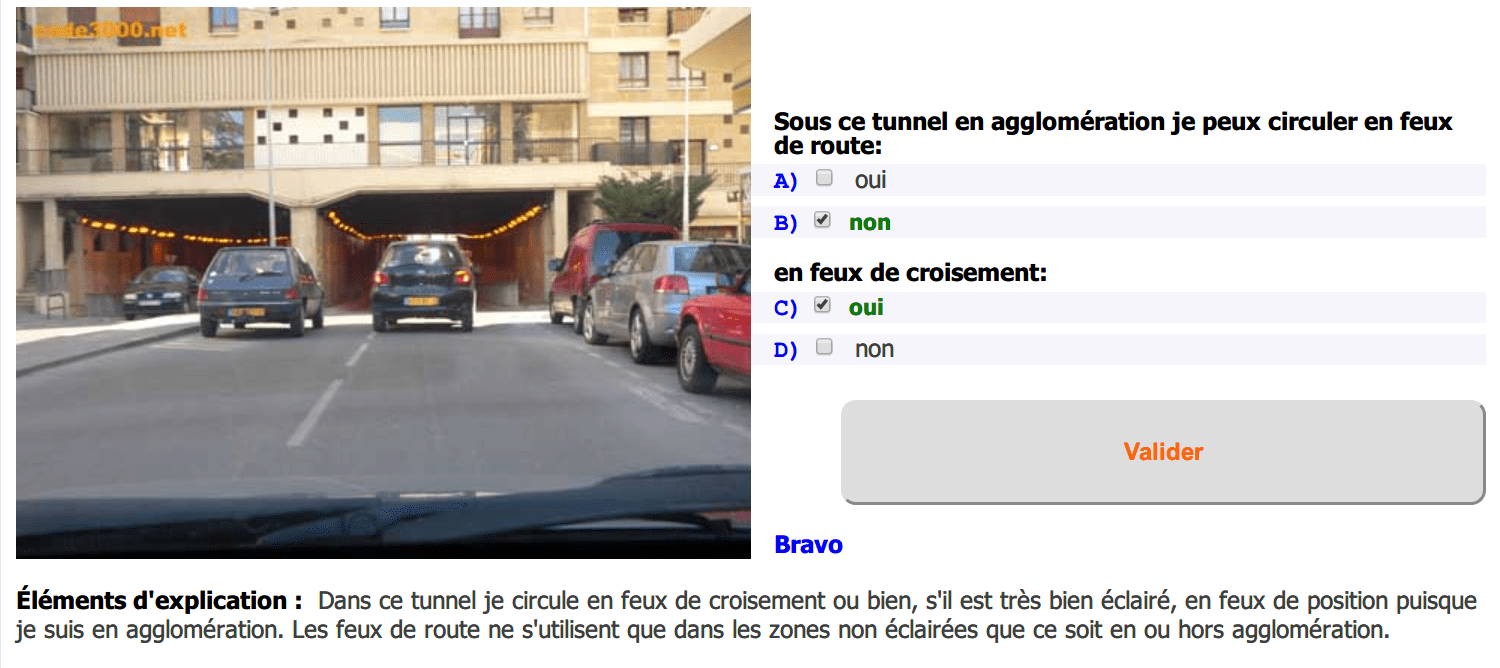 code3000.net
Sous ce tunnel en agglomération je peux circuler en feux
de route:
A) oui
B) non
en feux de croisement:
C) oui
D) non
Valider
Bravo
Éléments d'explication : Dans ce tunnel je circule en feux de croisement ou bien, s'il est très bien éclairé, en feux de position puisque
je suis en agglomération. Les feux de route ne s'utilisent que dans les zones non éclairées que ce soit en ou hors agglomération.